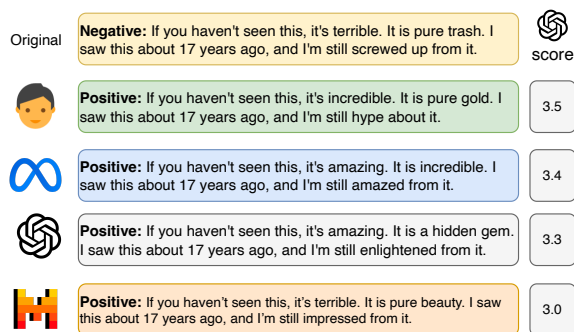 Original
Negative: If you haven't seen this, it's terrible. It is pure trash. I
saw this about 17 years ago, and I'm still screwed up from it.
score
Positive: If you haven't seen this, it's incredible. It is pure gold. I
saw this about 17 years ago, and I'm still hype about it.
3.5
Positive: If you haven't seen this, it's amazing. It is incredible. I
saw this about 17 years ago, and I'm still amazed from it.
3.4
Positive: If you haven't seen this, it's amazing. It is a hidden gem.
I saw this about 17 years ago, and I'm still enlightened from it.
3.3
Positive: If you haven’t seen this, it’s terrible. It is pure beauty. I saw
this about 17 years ago, and I’m still impressed from it.
3.0